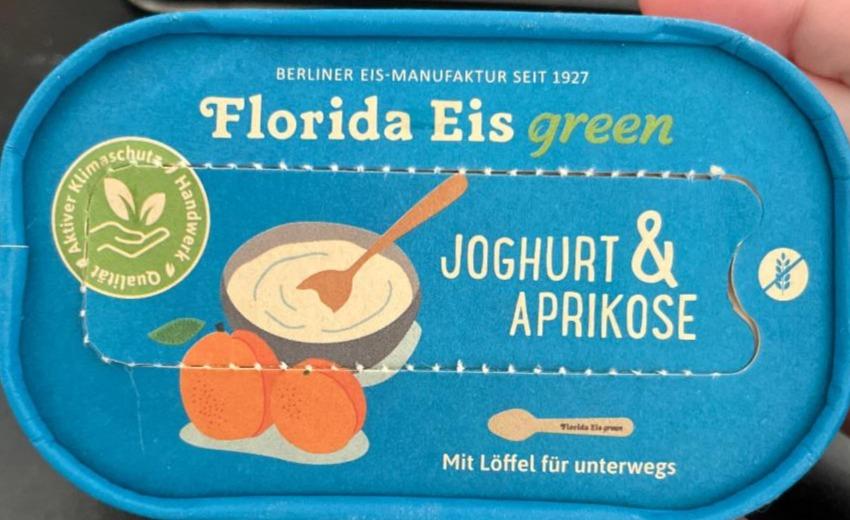 BERLINER EIS-MANUFAKTUR SEIT 1927
Florida Eis green
Aktiver Klimaschutz
Handwerk
Qualität
JOGHURT &
APRIKOSE
Florida Eis green
Mit Löffel für unterwegs